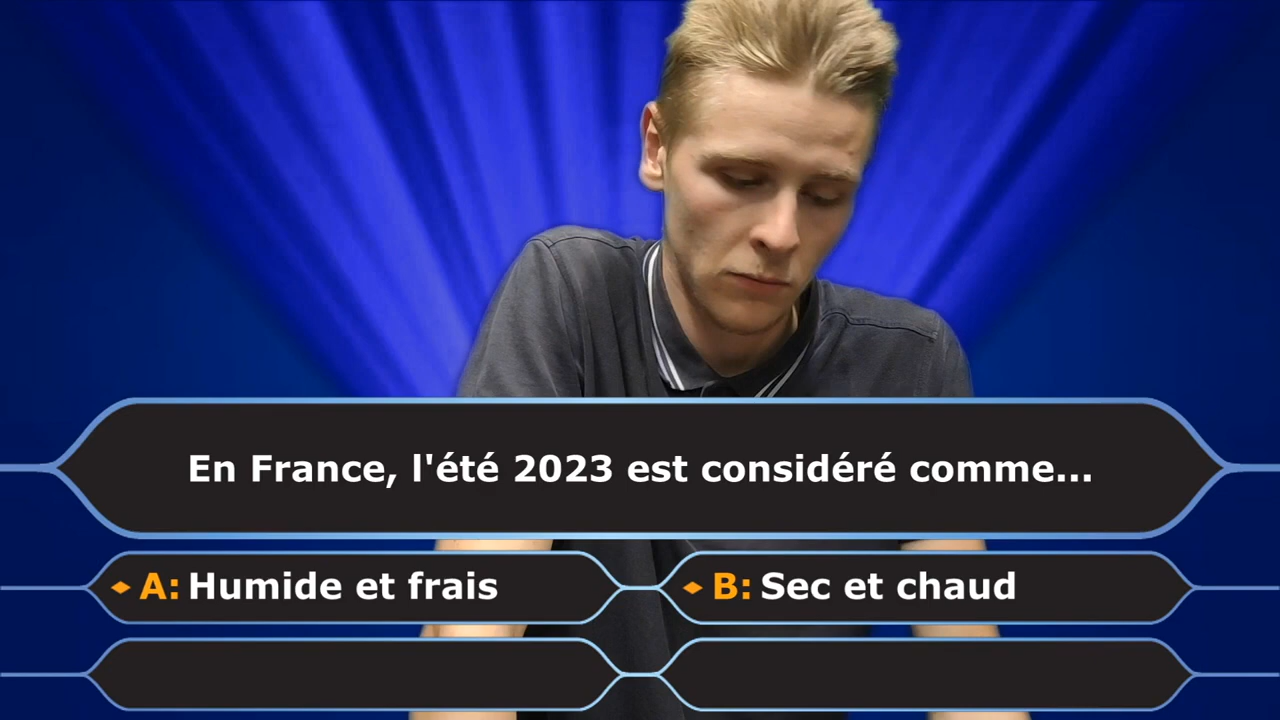 En France, l'été 2023 est considéré comme...
A: Humide et frais
B: Sec et chaud